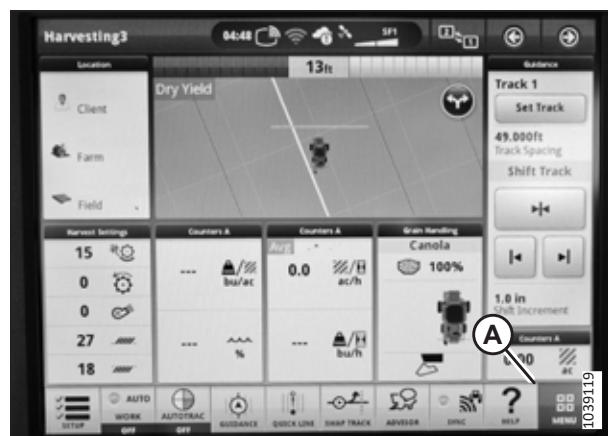 Harvesting3
04:48
SF1
2
1
Location
Client
Farm
Field
13ft
Dry Yield
Guidance
Track 1
Set Track
49.000ft
Track Spacing
Shift Track
1.0 in
Shift Increment
Harvest Settings
15
0
0
27
18
Counters A
---
bu/ac
---
%
Counters A
Avg
0.0
ac/h
---
bu/h
Grain Handling
Canola
100%
A
Counters A
ac
SETUP
AUTO
WORK
OFF
AUTOTRAC
OFF
GUIDANCE
QUICK LINE
SWAP TRACK
ADVISOR
SYNC
?
HELP
MENU
1039119